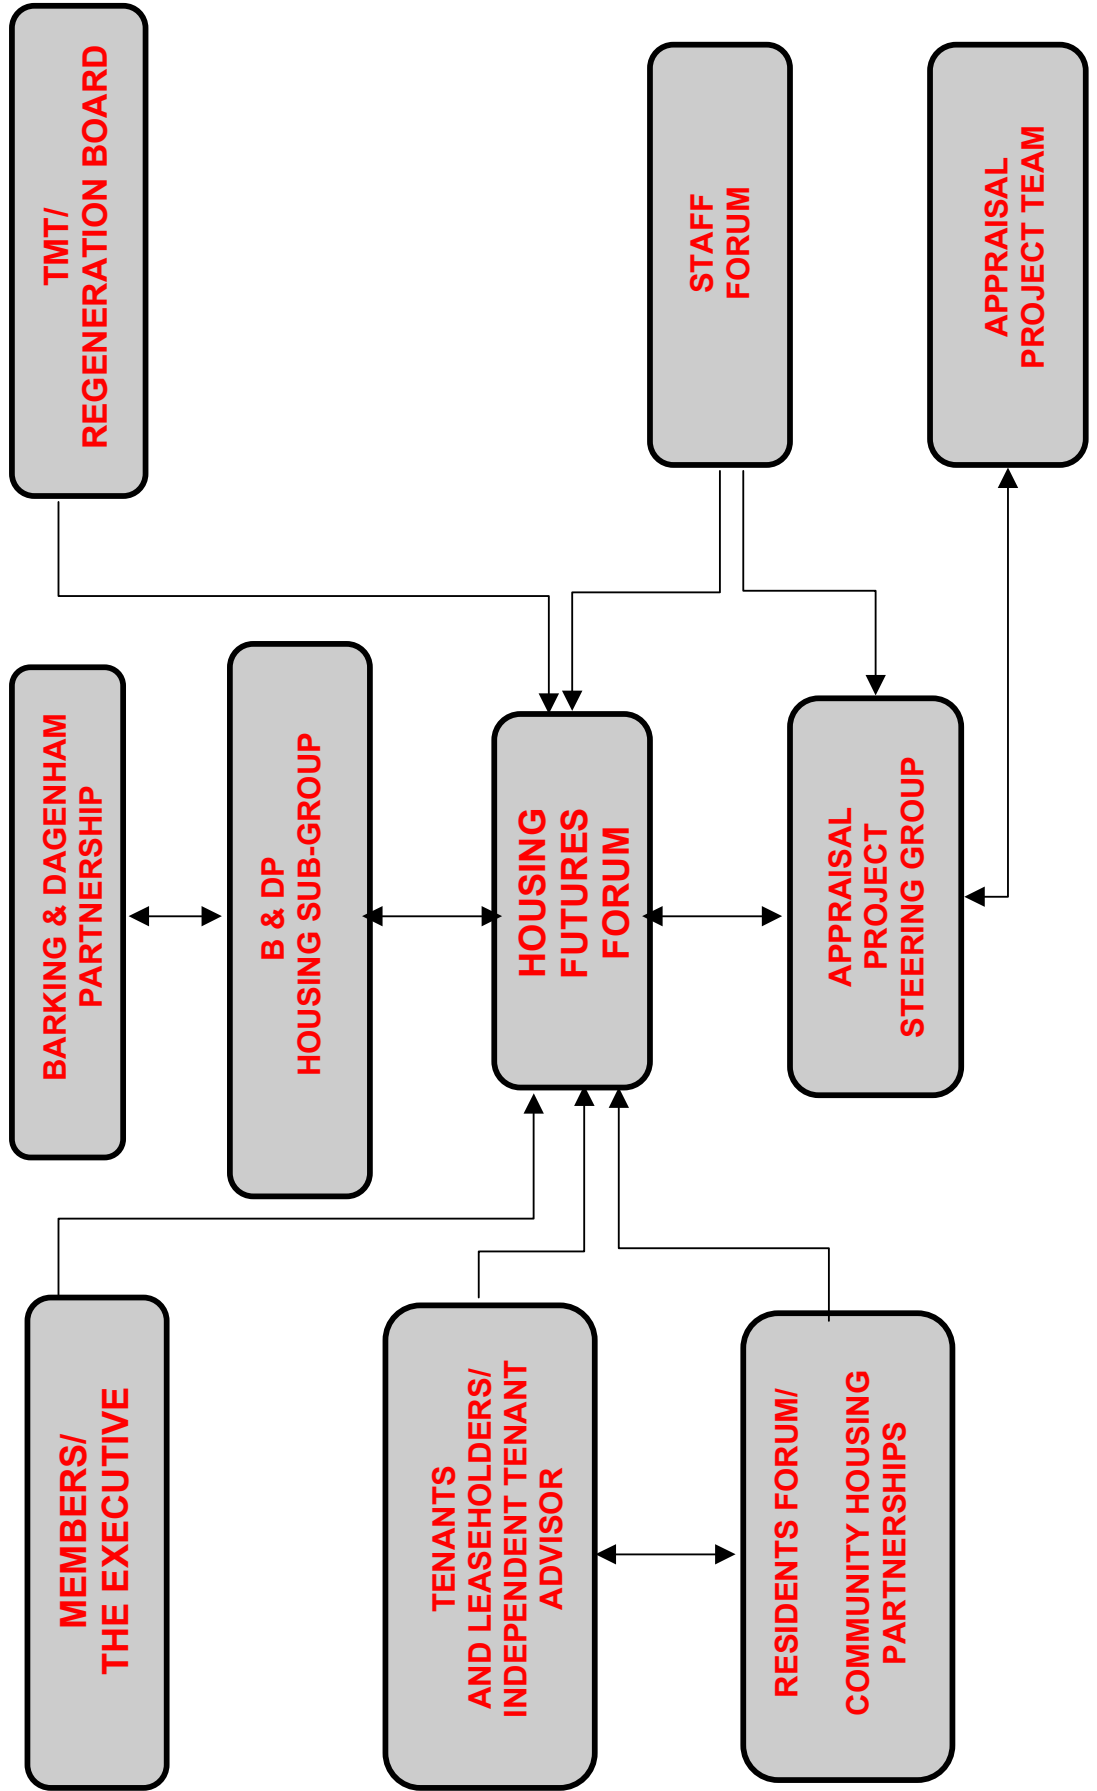 MEMBERS/
THE EXECUTIVE
BARKING & DAGENHAM
PARTNERSHIP
TMT/
REGENERATION BOARD
B & DP
HOUSING SUB-GROUP
TENANTS
AND LEASEHOLDERS/
INDEPENDENT TENANT
ADVISOR
HOUSING
FUTURES
FORUM
STAFF
FORUM
RESIDENTS FORUM/
COMMUNITY HOUSING
PARTNERSHIPS
APPRAISAL
PROJECT
STEERING GROUP
APPRAISAL
PROJECT TEAM